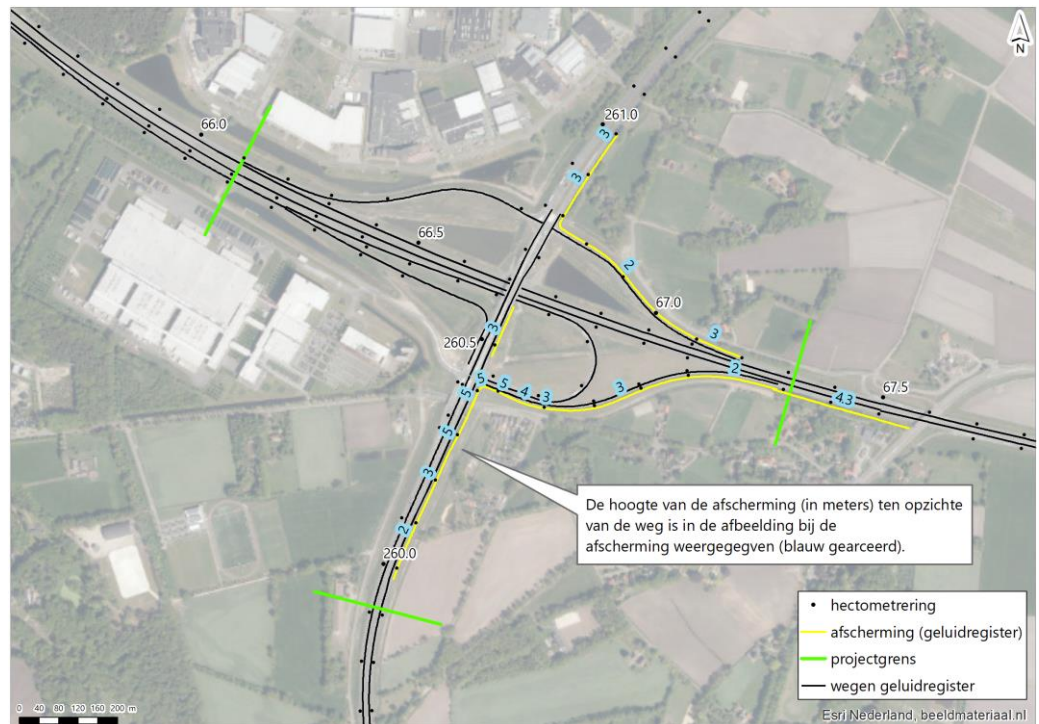 N
261.0
3
66.0
3
66.5
2
67.0
3
260.5
3
2
67.5
4.3
5
5
4
3
3
5
5
3
2
260.0
De hoogte van de afscherming (in meters) ten opzichte
van de weg is in de afbeelding bij de
afscherming weergegegven (blauw gearceerd).
hectometrering
afscherming (geluidregister)
projectgrens
wegen geluidregister
0 40 80 120 160 200 m
Esri Nederland, beeldmateriaal.nl